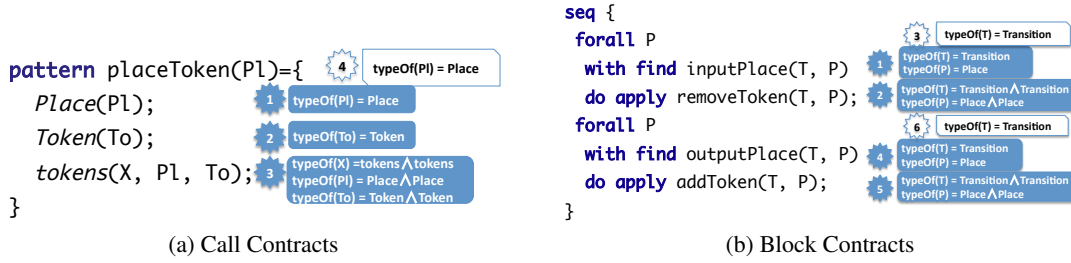 pattern placeToken(Pl)={
4 typeOf(Pl) = Place
Place(Pl);
1 typeOf(Pl) = Place
Token(To);
2 typeOf(To) = Token
tokens(X, Pl, To);
3 typeOf(X) =tokens⋀tokens
typeOf(Pl) = Place⋀Place
typeOf(To) = Token⋀Token
}
(a) Call Contracts
seq {
3 typeOf(T) = Transition
forall P
with find inputPlace(T, P)
1 typeOf(T) = Transition
typeOf(P) = Place
do apply removeToken(T, P);
2 typeOf(T) = Transition⋀Transition
typeOf(P) = Place⋀Place
forall P
6 typeOf(T) = Transition
with find outputPlace(T, P)
4 typeOf(T) = Transition
typeOf(P) = Place
do apply addToken(T, P);
5 typeOf(T) = Transition⋀Transition
typeOf(P) = Place⋀Place
}
(b) Block Contracts